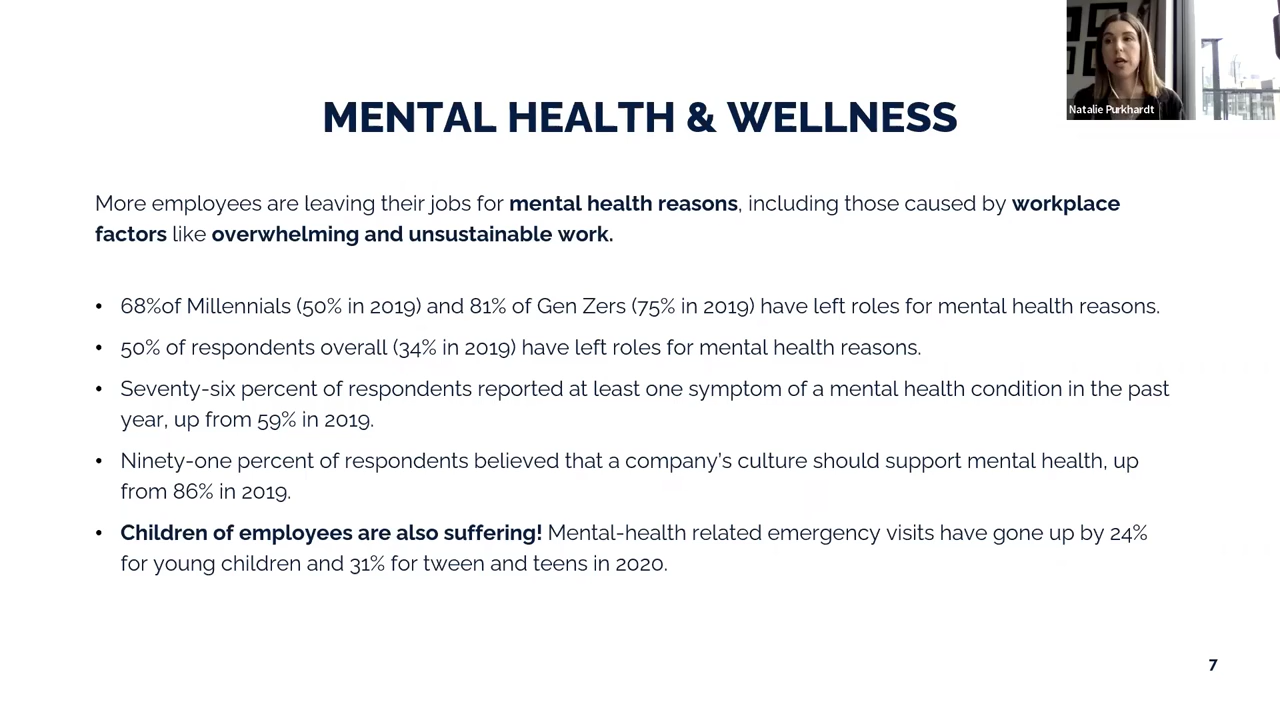 Natalie Purkhardt
MENTAL HEALTH & WELLNESS
More employees are leaving their jobs for mental health reasons, including those caused by workplace
factors like overwhelming and unsustainable work.
• 68%of Millennials (50% in 2019) and 81% of Gen Zers (75% in 2019) have left roles for mental health reasons.
• 50% of respondents overall (34% in 2019) have left roles for mental health reasons.
• Seventy-six percent of respondents reported at least one symptom of a mental health condition in the past
year, up from 59% in 2019.
• Ninety-one percent of respondents believed that a company’s culture should support mental health, up
from 86% in 2019.
• Children of employees are also suffering! Mental-health related emergency visits have gone up by 24%
for young children and 31% for tween and teens in 2020.
7